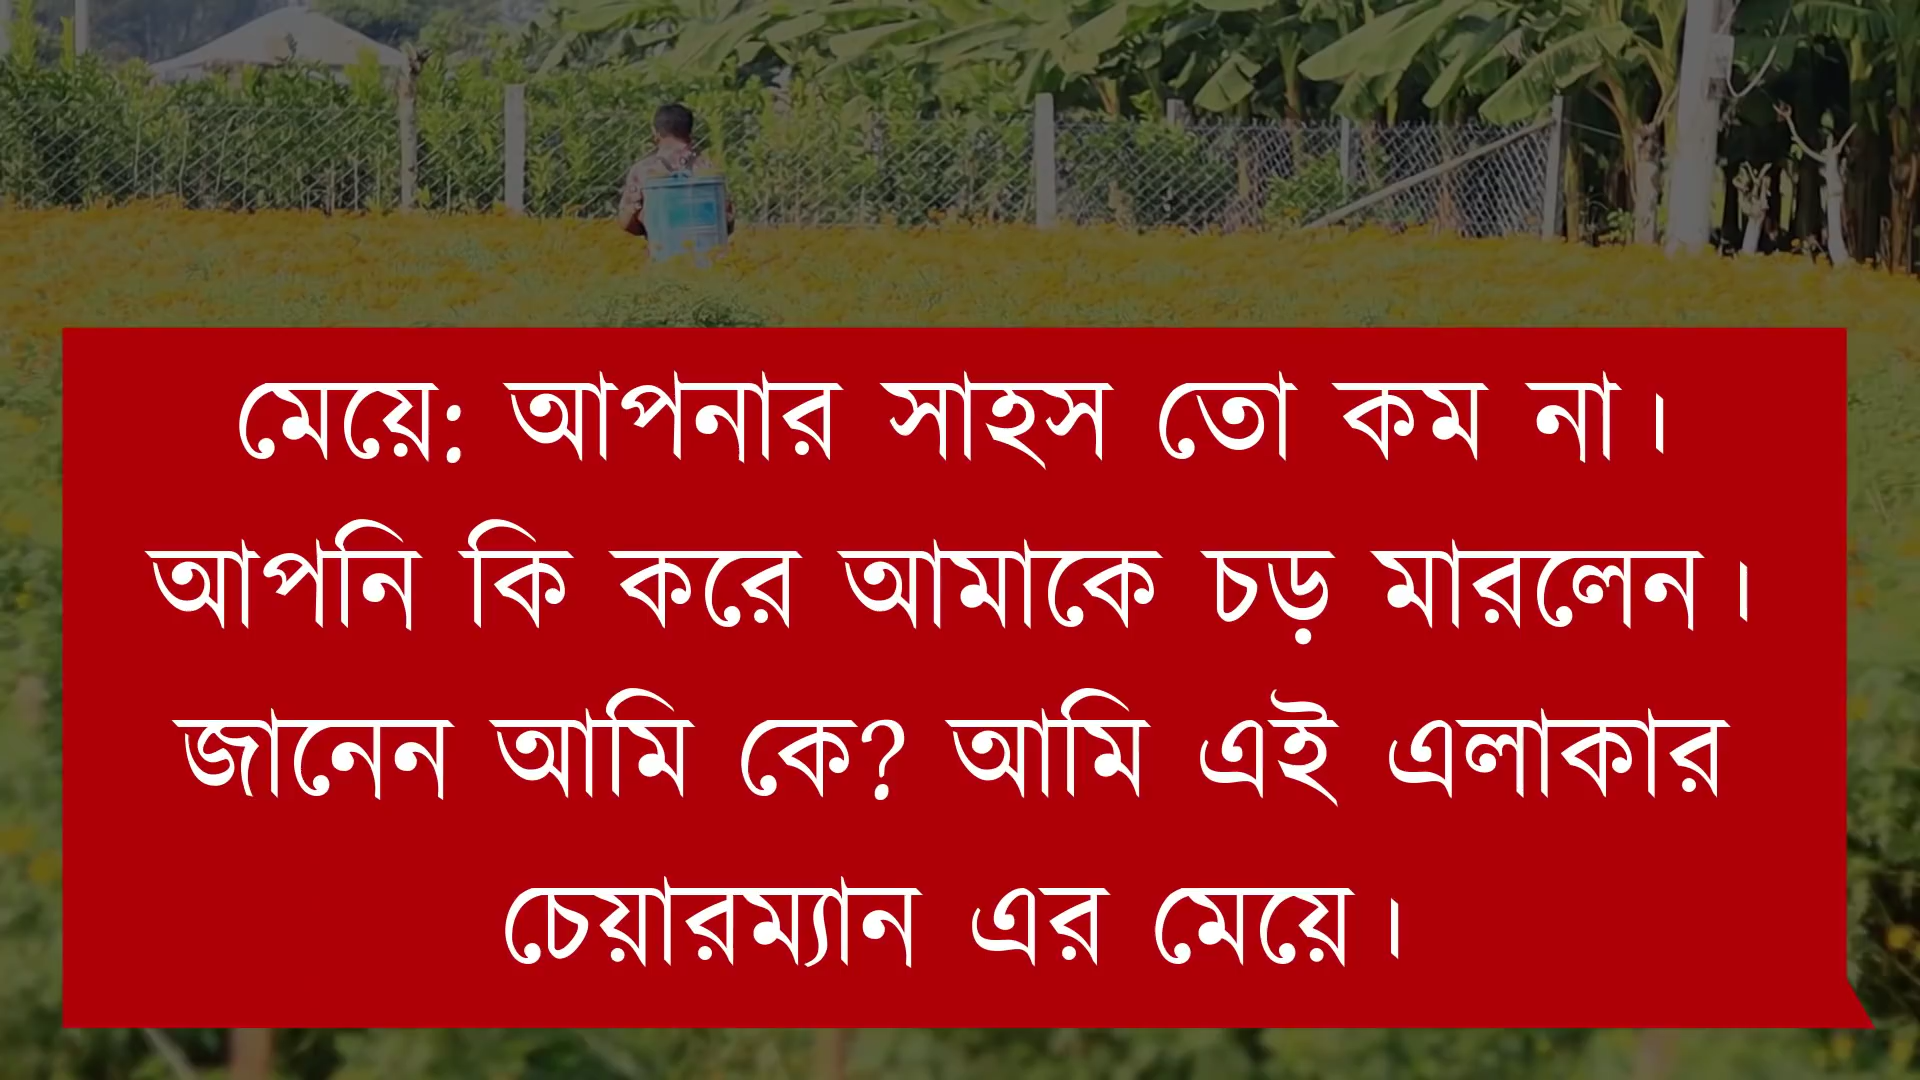 মেয়ে: আপনার সাহস তো কম না।
আপনি কি করে আমাকে চড় মারলেন।
জানেন আমি কে? আমি এই এলাকার
চেয়ারম্যান এর মেয়ে।